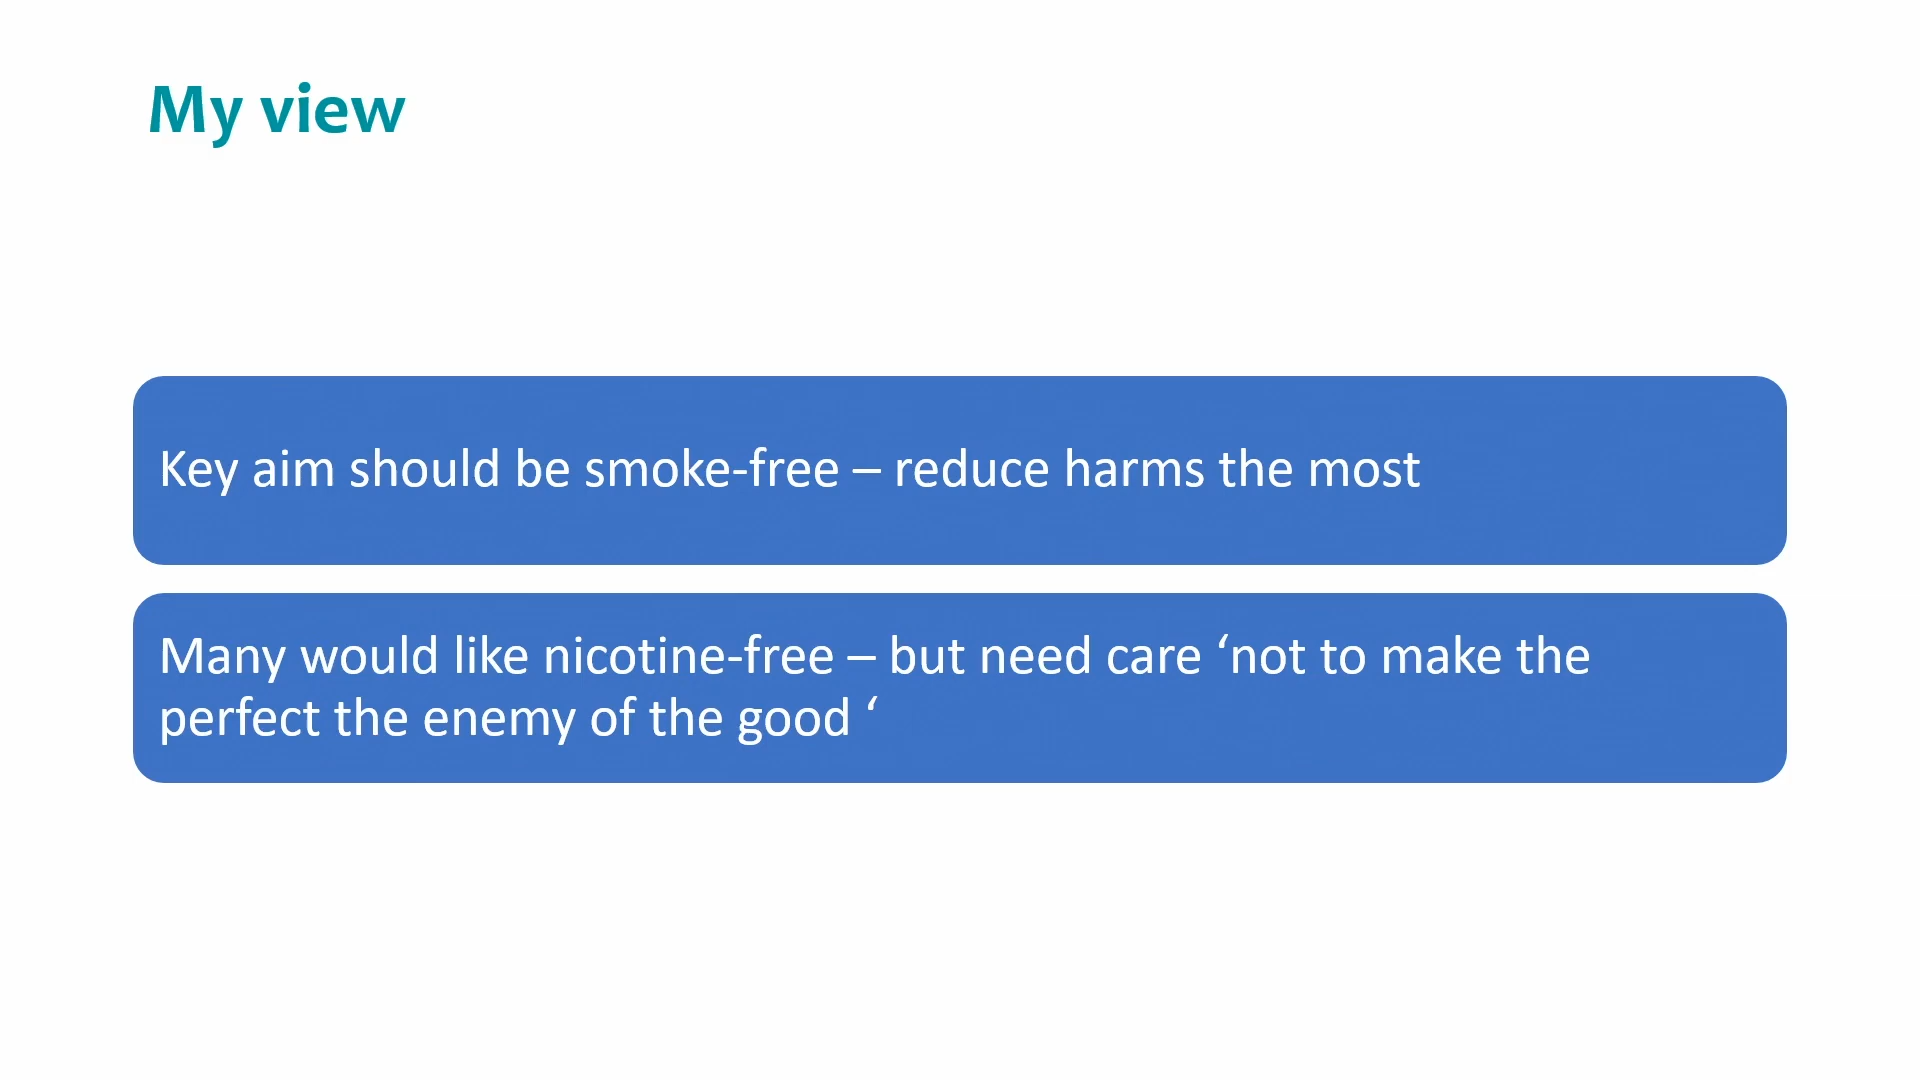 My view
Key aim should be smoke-free – reduce harms the most
Many would like nicotine-free – but need care ‘not to make the
perfect the enemy of the good ‘